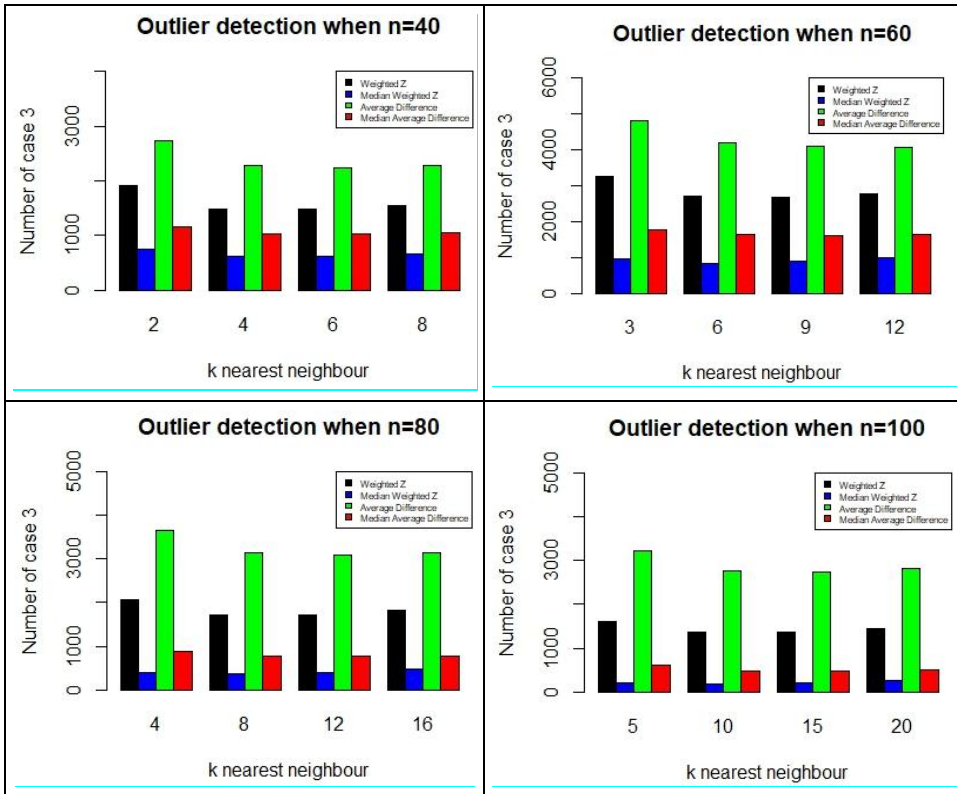 Outlier detection when n=40
Number of case 3
3000
1000
0
Weighted Z
Median Weighted Z
Average Difference
Median Average Difference
2 4 6 8
k nearest neighbour
Outlier detection when n=60
Number of case 3
6000
4000
2000
0
Weighted Z
Median Weighted Z
Average Difference
Median Average Difference
3 6 9 12
k nearest neighbour
Outlier detection when n=80
Number of case 3
5000
3000
1000
0
Weighted Z
Median Weighted Z
Average Difference
Median Average Difference
4 8 12 16
k nearest neighbour
Outlier detection when n=100
Number of case 3
5000
3000
1000
0
Weighted Z
Median Weighted Z
Average Difference
Median Average Difference
5 10 15 20
k nearest neighbour